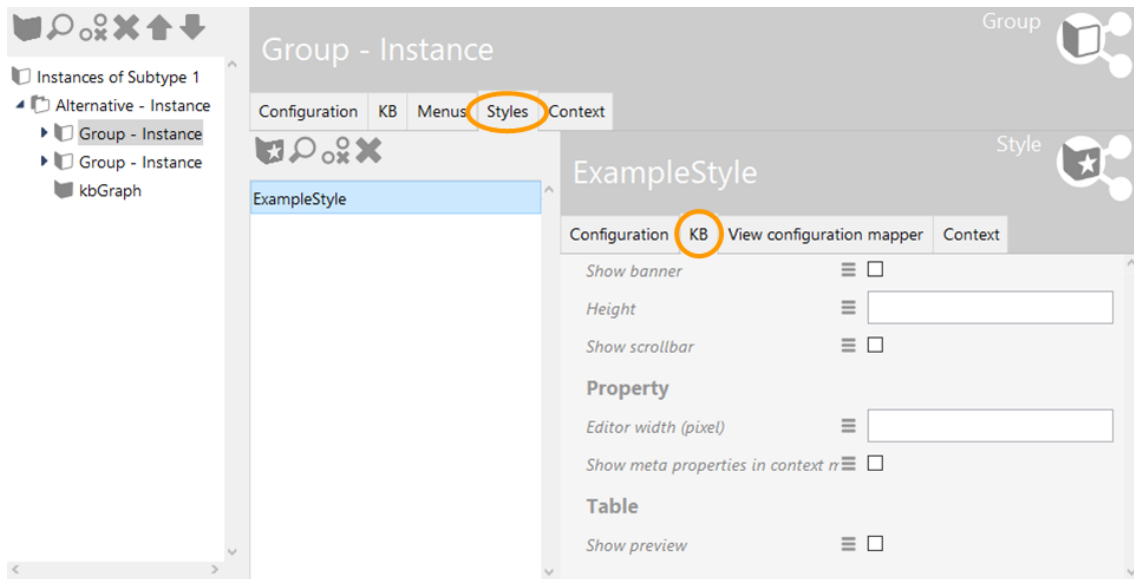 Group
Group - Instance
Instances of Subtype 1
Alternative - Instance
Group - Instance
Group - Instance
kbGraph
Configuration KB Menus Styles Context
Style
ExampleStyle
ExampleStyle
Configuration KB View configuration mapper Context
Show banner
Height
Show scrollbar
Property
Editor width (pixel)
Show meta properties in context
Table
Show preview